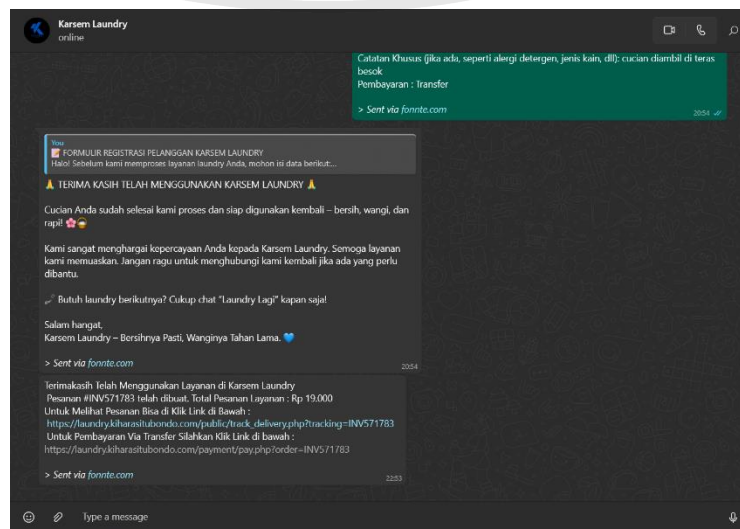 Karsem Laundry
online
Catatan Khusus (jika ada, seperti alergi detergen, jenis kain, dll): cucian diambil di teras
besok
Pembayaran : Transfer
> Sent via fonnte.com
20:54
You
FORMULIR REGISTRASI PELANGGAN KARSEM LAUNDRY
Halo! Sebelum kami memproses layanan laundry Anda, mohon isi data berikut:...
TERIMA KASIH TELAH MENGGUNAKAN KARSEM LAUNDRY
Cucian Anda sudah selesai kami proses dan siap digunakan kembali – bersih, wangi, dan
rapi!
Kami sangat menghargai kepercayaan Anda kepada Karsem Laundry. Semoga layanan
kami memuaskan. Jangan ragu untuk menghubungi kami kembali jika ada yang perlu
dibantu.
Butuh laundry berikutnya? Cukup chat "Laundry Lagi" kapan saja!
Salam hangat,
Karsem Laundry – Bersihnya Pasti, Wanginya Tahan Lama.
> Sent via fonnte.com
20:54
Terimakasih Telah Menggunakan Layanan di Karsem Laundry
Pesanan #INV571783 telah dibuat. Total Pesanan Layanan : Rp 19.000
Untuk Melihat Pesanan Bisa di Klik Link di Bawah :
https://laundry.kiharasitubondo.com/public/track_delivery.php?tracking=INV571783
Untuk Pembayaran Via Transfer Silahkan Klik Link di bawah :
https://laundry.kiharasitubondo.com/payment/pay.php?order=INV571783
> Sent via fonnte.com
22:53
Type a message